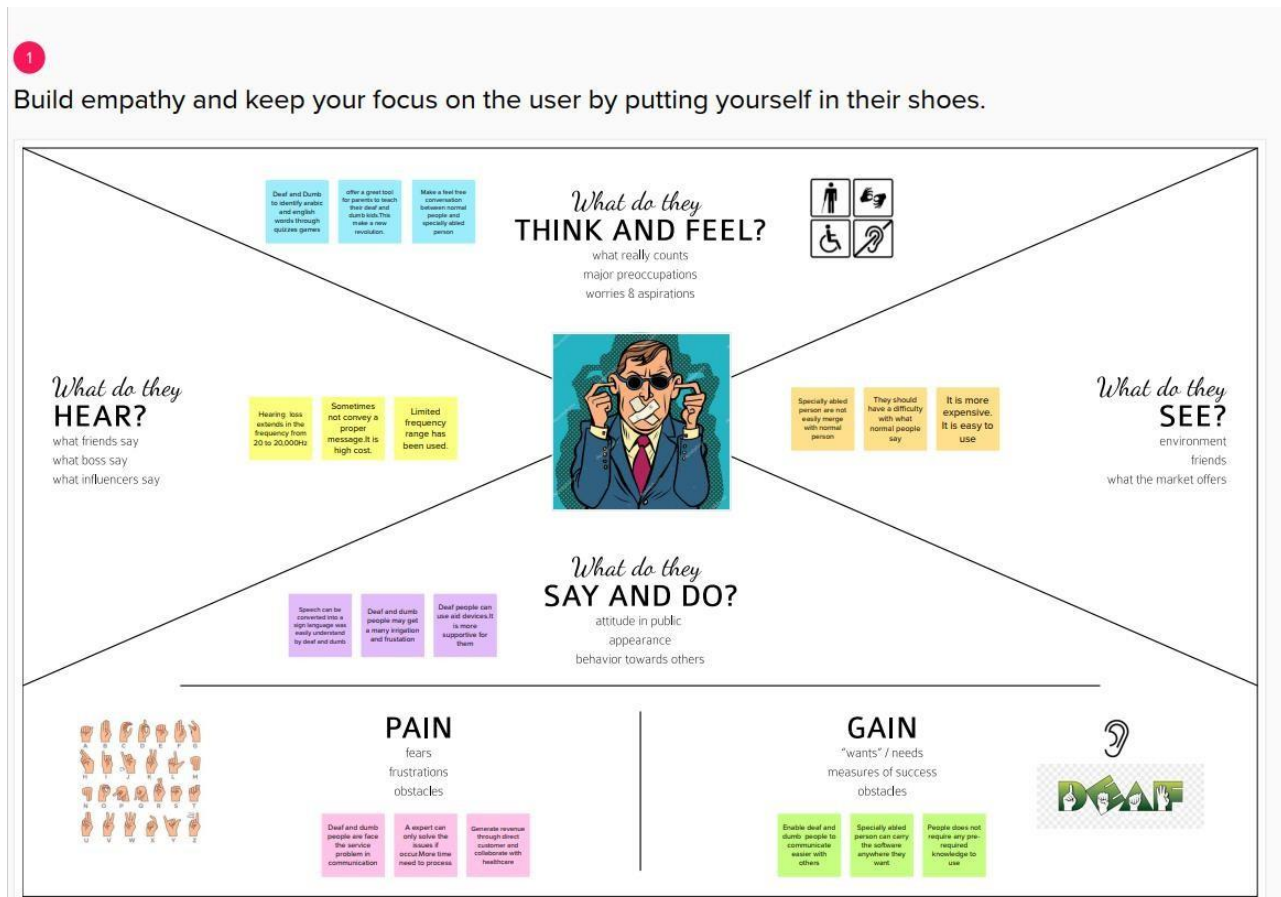 1
Build empathy and keep your focus on the user by putting yourself in their shoes.
Deaf and Dumb
to identify arabic
and english
words through
quizizes games
offer a greet tool
for parents to teach
their deaf and
dumb kids.This
make a new
revolution.
Make a feel free
conversation
between normal
people and
specially abled
person
What do they
THINK AND FEEL?
what really counts
major preoccupations
worries & aspirations
What do they
HEAR?
what friends say
what boss say
what influencers say
Hearing loss
extends in the
frequency from
20 to 20,000Hz
Sometimes
not convey a
proper
message.It is
high cost.
Limited
frequency
range has
been used.
Specially abled
person are not
easily merge
with normal
person
They should
have a difficulty
with what
normal people
say
It is more
expensive.
It is easy to
use
What do they
SEE?
environment
friends
what the market offers
What do they
SAY AND DO?
attitude in public
appearance
behavior towards others
Speech can be
converted into a
sign language was
easily understand
by deaf and dumb
Deaf and dumb
people may get
a many irrigation
and frustation
Deaf people can
use aid devices.It
is more
supportive for
them
A B C D E F G
H I J K L M
N O P Q R S T
U V W X Y Z
PAIN
fears
frustrations
obstacles
Deaf and dumb
people are face
the service
problem in
communication
A expert can
only solve the
issues if
occur.More time
need to process
Generate revenue
through direct
customer and
collaborate with
healthcare
GAIN
"wants" / needs
measures of success
obstacles
Enable deaf and
dumb people to
communicate
easier with
others
Specially abled
person can carry
the software
anywhere they
want
People does not
require any pre-
required
knowledge to
use
DEAF